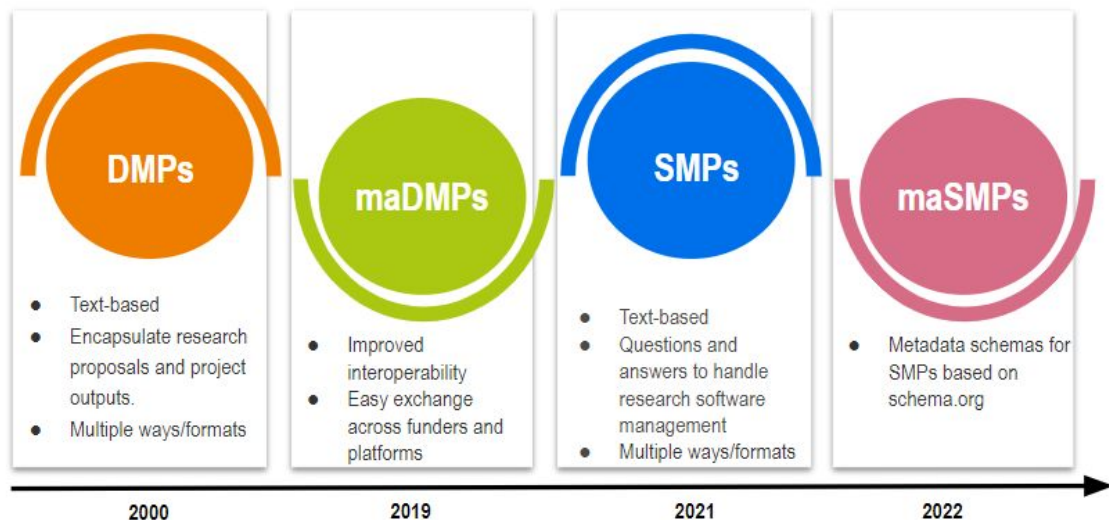 DMPs
● Text-based
● Encapsulate research
proposals and project
outputs.
● Multiple ways/formats
maDMPs
● Improved
interoperability
● Easy exchange
across funders and
platforms
SMPs
● Text-based
● Questions and
answers to handle
research software
management
● Multiple ways/formats
maSMPs
● Metadata schemas for
SMPs based on
schema.org
2000
2019
2021
2022